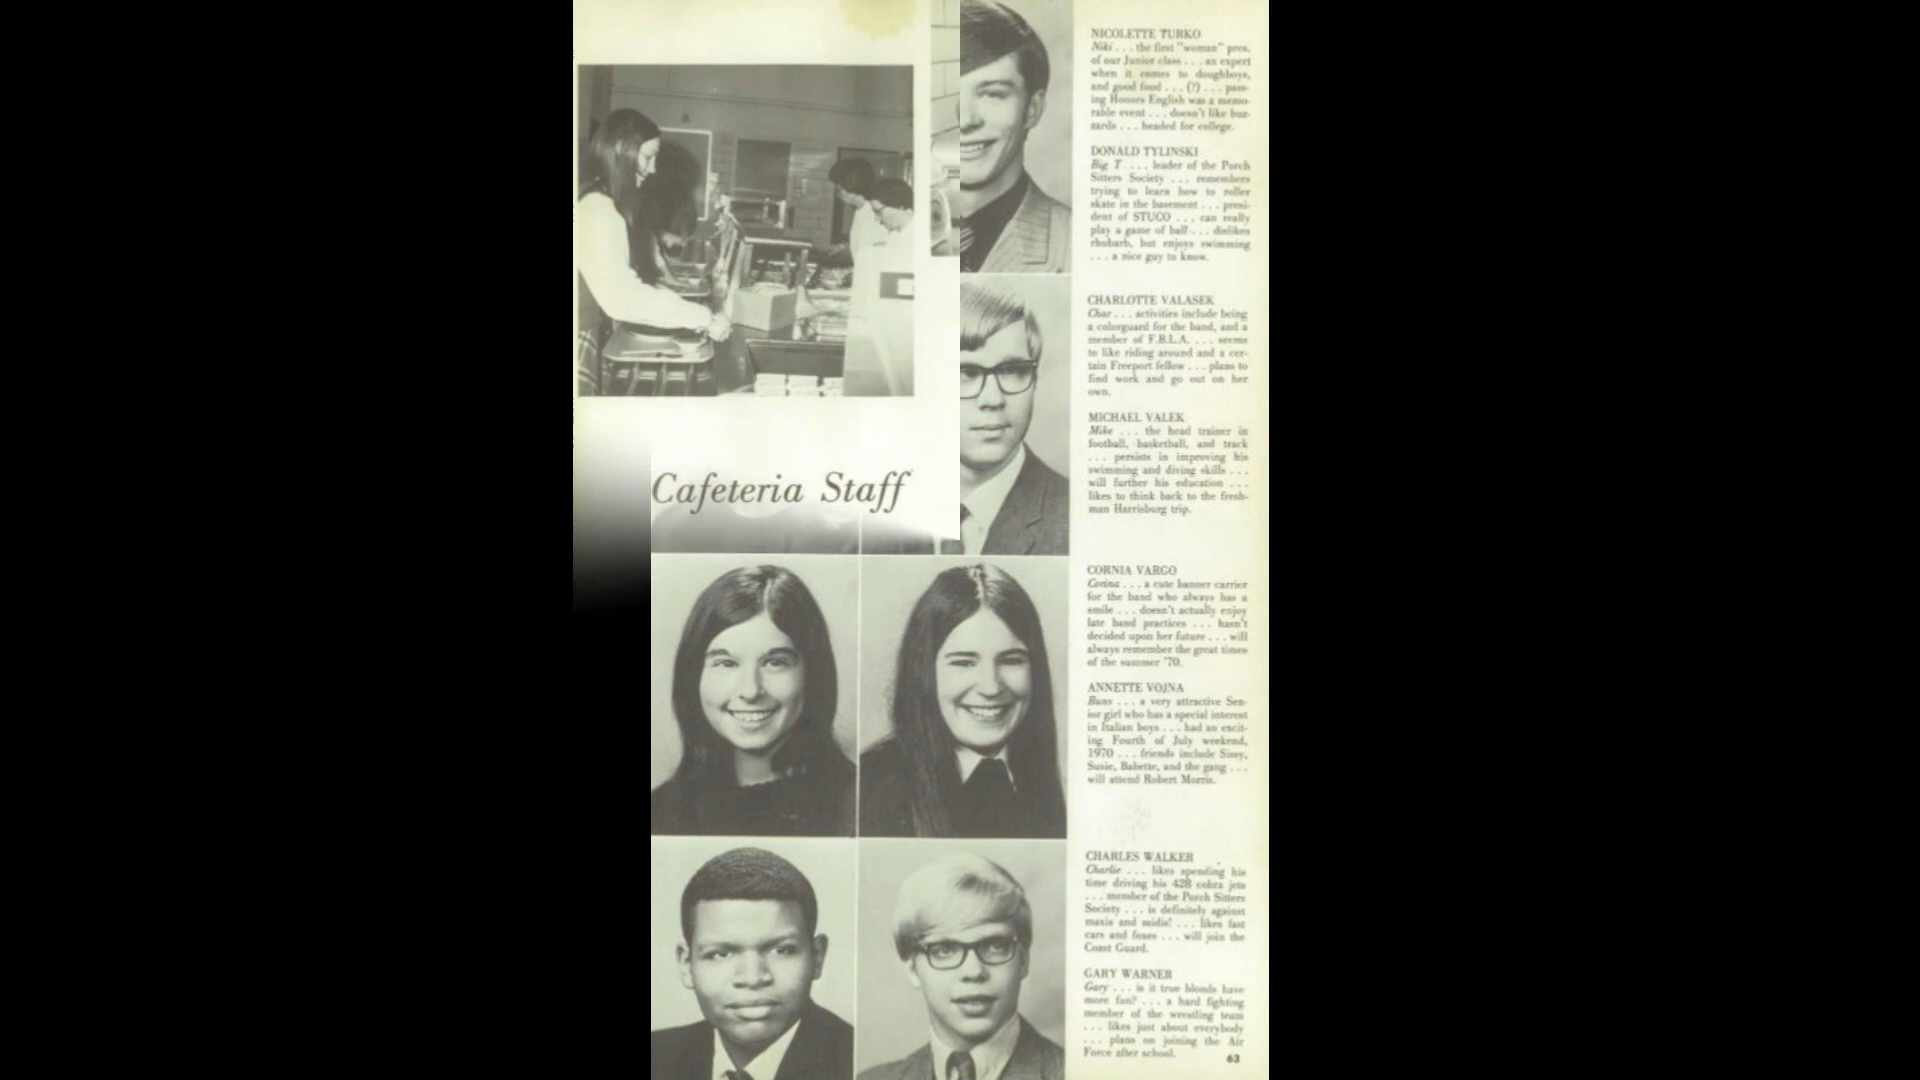 Cafeteria Staff
NICOLETTE TURKO
Niki . . . the first "woman" pres.
of our Junior class . . . an expert
when it comes to doughboys,
and good food . . . (?) . . . pass-
ing Honors English was a memo-
rable event . . . doesn't like buz-
zards . . . headed for college.
DONALD TYLINSKI
Big T . . . leader of the Porch
Sitters Society . . . remembers
trying to learn how to roller
skate in the basement . . . presi-
dent of STUCO . . . can really
play a game of ball . . . dislikes
rhubarb, but enjoys swimming
. . . a nice guy to know.
CHARLOTTE VALASEK
Char . . . activities include being
a colorguard for the band, and a
member of F.B.L.A. . . . seems
to like riding around and a cer-
tain Freeport fellow . . . plans to
find work and go out on her
own.
MICHAEL VALEK
Mike . . . the head trainer in
football, basketball, and track
. . . persists in improving his
swimming and diving skills . . .
will further his education . . .
likes to think back to the fresh-
man Harrisburg trip.
CORNIA VARGO
Corina . . . a cute banner carrier
for the band who always has a
smile . . . doesn't actually enjoy
late band practices . . . hasn't
decided upon her future . . . will
always remember the great times
of the summer '70.
ANNETTE VOJNA
Buns . . . a very attractive Sen-
ior girl who has a special interest
in Italian boys . . . had an excit-
ing Fourth of July weekend,
1970 . . . friends include Sissy,
Susie, Babette, and the gang . . .
will attend Robert Morris.
CHARLES WALKER
Charlie . . . likes spending his
time driving his 428 cobra jets
. . . member of the Porch Sitters
Society . . . is definitely against
maxis and midis! . . . likes fast
cars and foxes . . . will join the
Coast Guard.
GARY WARNER
Gary . . . is it true blonds have
more fun? . . . a hard fighting
member of the wrestling team
. . . likes just about everybody
. . . plans on joining the Air
Force after school.
63